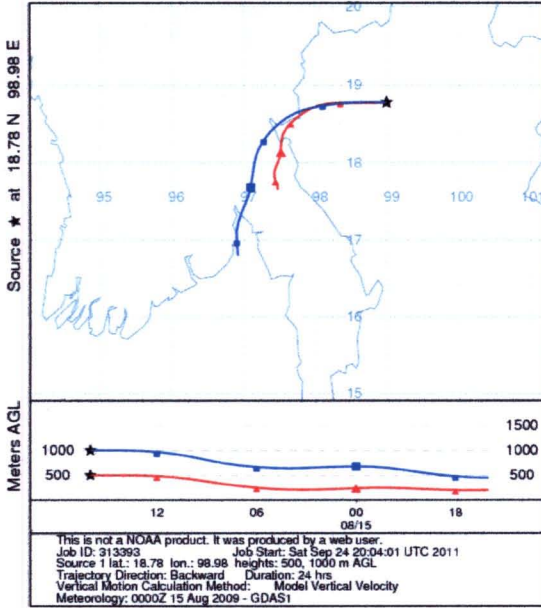 20
19
18
95 96 97 98 99 100 101
17
16
15
Source ★ at 18.78 N 98.98 E
Meters AGL
1500
1000 1000
500 500
12 06 00 18
08/15
This is not a NOAA product. It was produced by a web user.
Job ID: 313393 Job Start: Sat Sep 24 20:04:01 UTC 2011
Source 1 lat.: 18.78 lon.: 98.98 heights: 500, 1000 m AGL
Trajectory Direction: Backward Duration: 24 hrs
Vertical Motion Calculation Method: Model Vertical Velocity
Meteorology: 0000Z 15 Aug 2009 - GDAS1